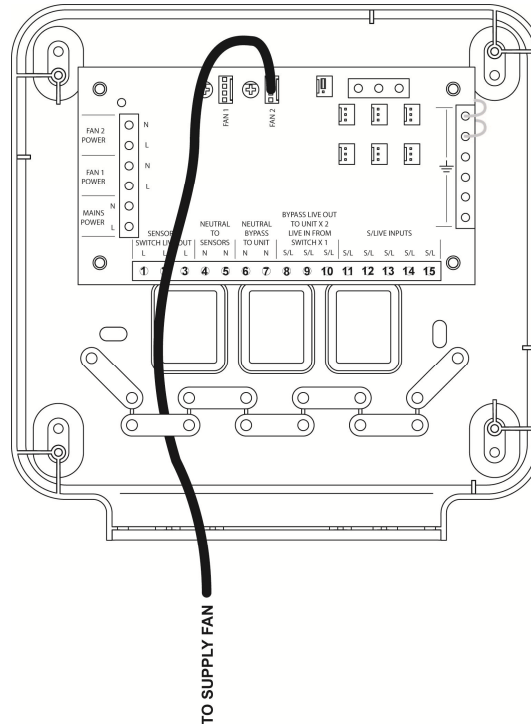 FAN 1
FAN 2
FAN 2
POWER
N
L
FAN 1
POWER
N
L
MAINS
POWER
N
L
SENSOR
SWITCH LIVE OUT
L L L
NEUTRAL
TO
SENSORS
N N
NEUTRAL
BYPASS
TO UNIT
N N
BYPASS LIVE OUT
TO UNIT X 2
LIVE IN FROM
SWITCH X 1
S/L S/L S/L
S/LIVE INPUTS
S/L S/L S/L S/L S/L
1 2 3 4 5 6 7 8 9 10 11 12 13 14 15
TO SUPPLY FAN